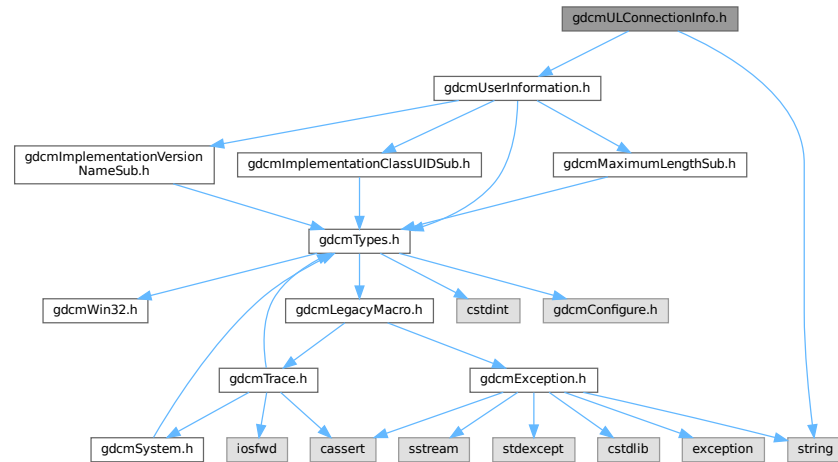 gdcmULConnectionInfo.h
gdcmUserInformation.h
gdcmImplementationVersion
NameSub.h
gdcmImplementationClassUIDSub.h
gdcmMaximumLengthSub.h
gdcmTypes.h
gdcmWin32.h
gdcmLegacyMacro.h
cstdint
gdcmConfigure.h
gdcmTrace.h
gdcmException.h
gdcmSystem.h
iosfwd
cassert
sstream
stdexcept
cstdlib
exception
string